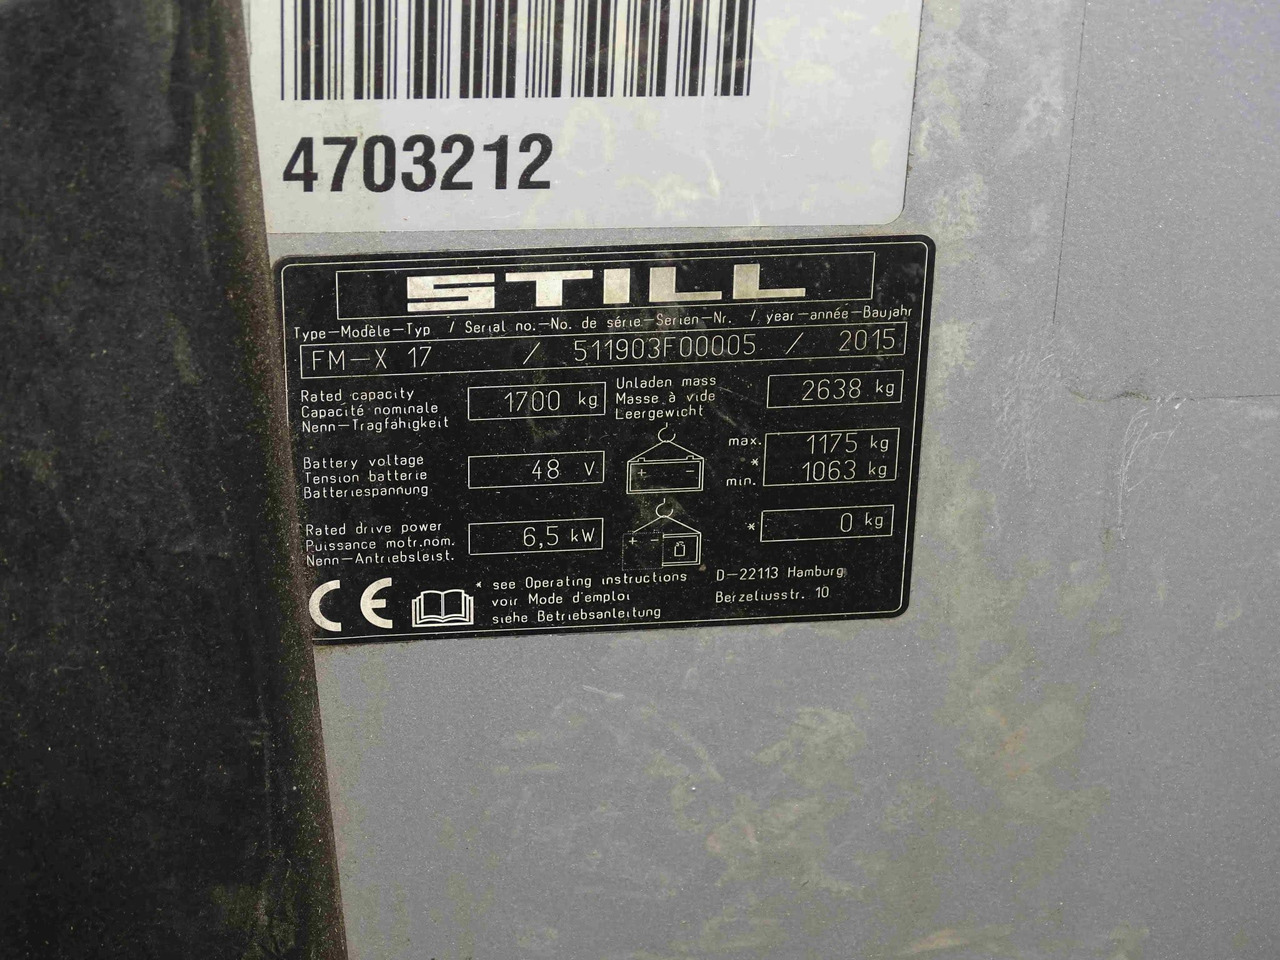 4703212
STILL
Type-Modèle-Typ / Serial no.-No. de série-Serien-Nr. / year-année-Baujahr
FM-X 17 / 511903F00005 / 2015
Rated capacity
Capacité nominale
Nenn-Tragfähigkeit
1700 kg
Unladen mass
Masse à vide
Leergewicht
2638 kg
Battery voltage
Tension batterie
Batteriespannung
48 V
+ -
max. 1175 kg
*
min. 1063 kg
Rated drive power
Puissance motr.nom.
Nenn-Antriebsleist.
6,5 kW
+
* 0 kg
CE
* see Operating instructions
voir Mode d'emploi
siehe Betriebsanleitung
D-22113 Hamburg
Berzeliusstr. 10